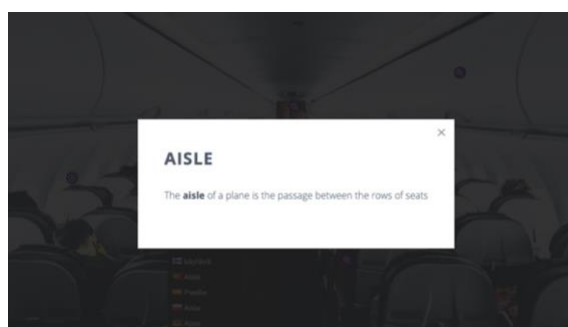 ×
AISLE
The aisle of a plane is the passage between the rows of seats